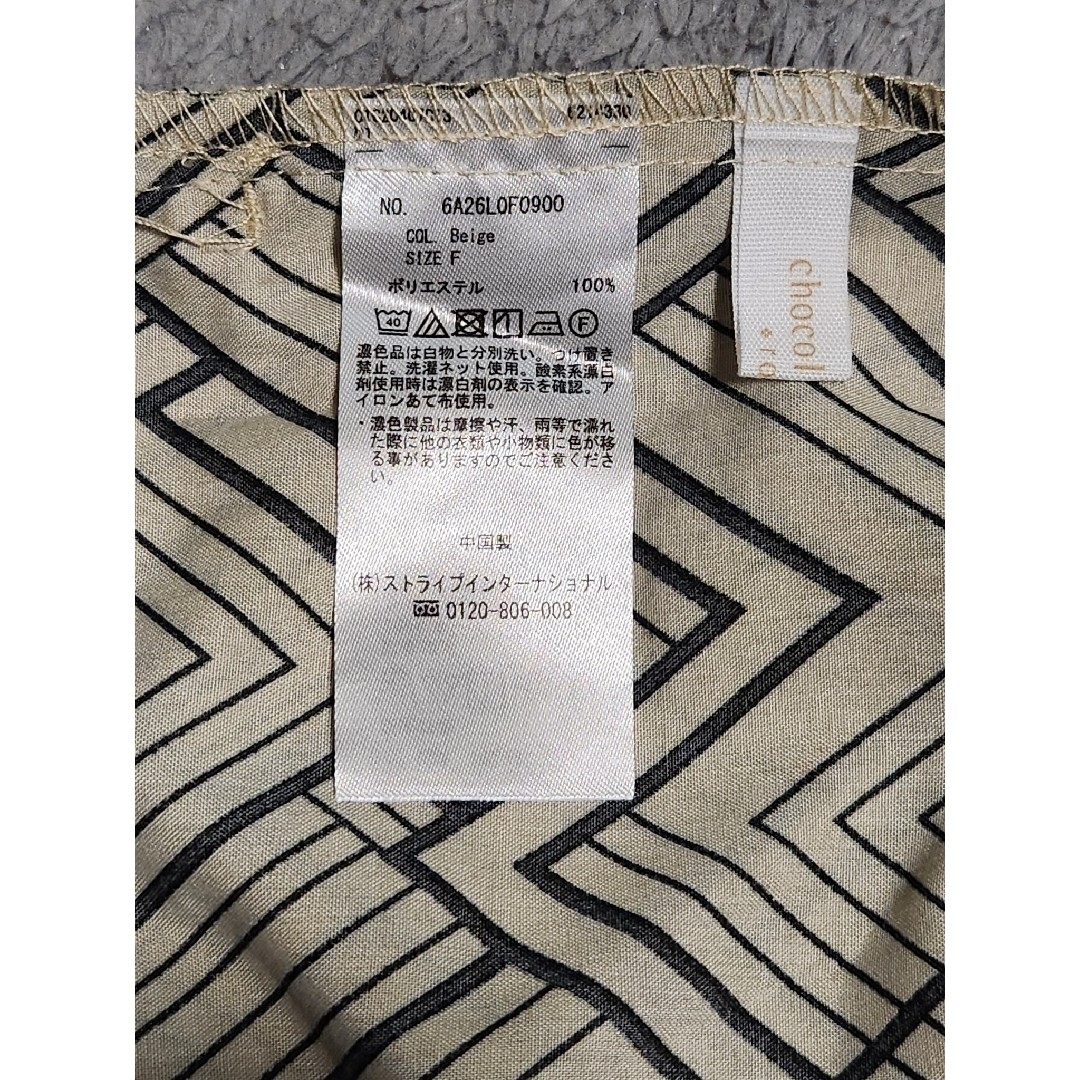 NO. 6A26L0F0900
COL. Beige
SIZE F
ポリエステル 100%
40
F
濃色品は白物と分別洗い。つけ置き
禁止。洗濯ネット使用。酸素系漂白
剤使用時は漂白剤の表示を確認。ア
イロンあて布使用。
・濃色製品は摩擦や汗、雨等で濡れ
た際に他の衣類や小物類に色が移
る事がありますのでご注意くださ
い。
中国製
(株)ストライプインターナショナル
0120-806-008
chocol